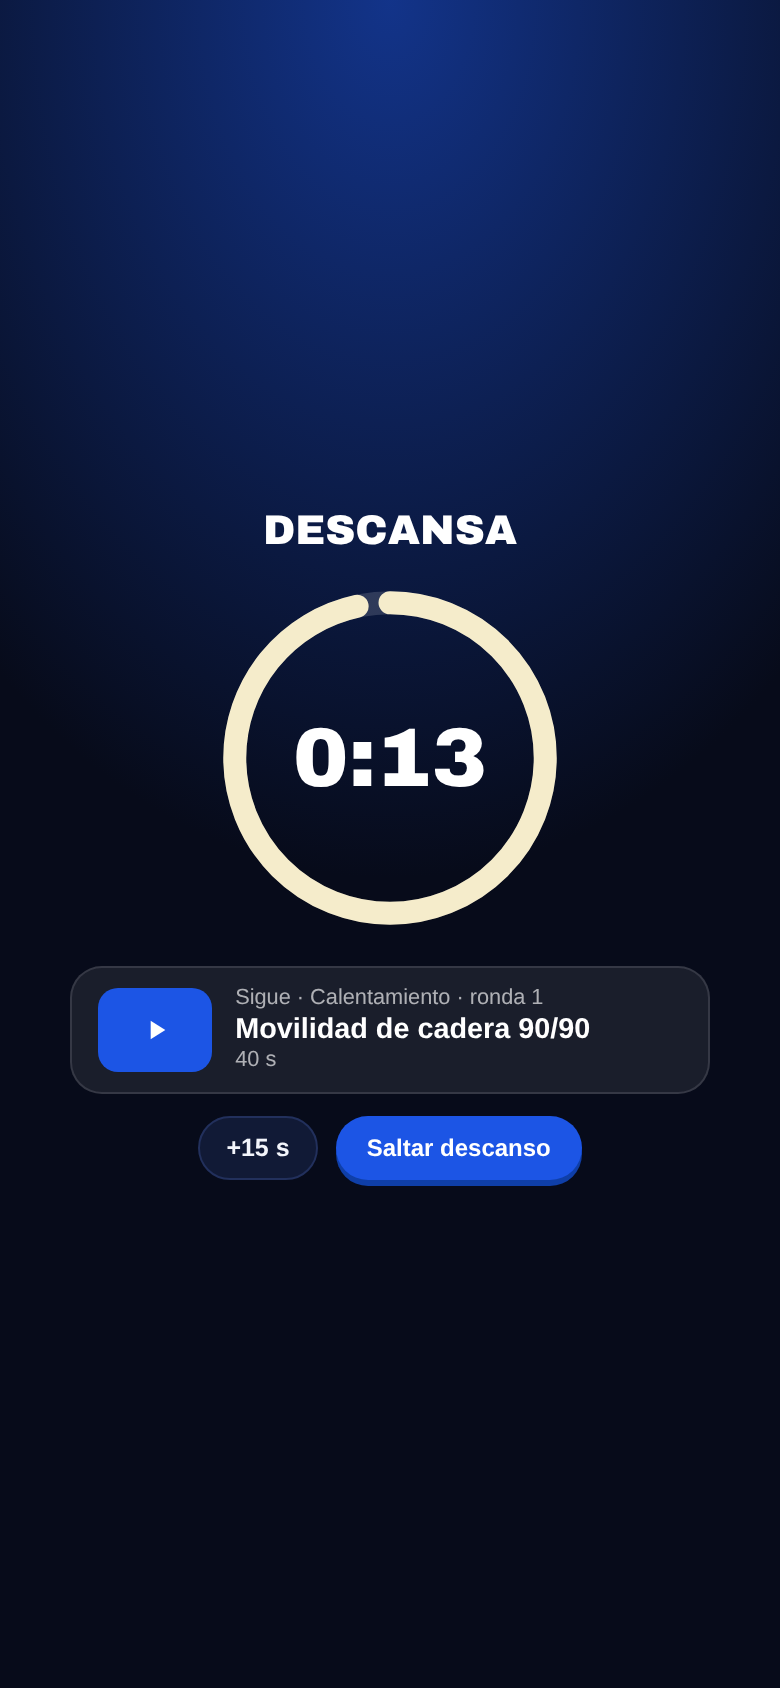 DESCANSA
0:13
Sigue · Calentamiento · ronda 1
Movilidad de cadera 90/90
40 s
+15 s
Saltar descanso